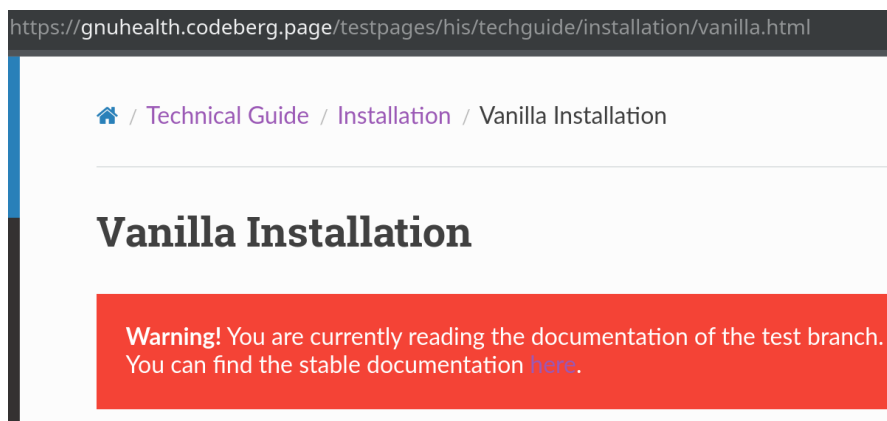 https://gnuhealth.codeberg.page/testpages/his/techguide/installation/vanilla.html
/ Technical Guide / Installation / Vanilla Installation
Vanilla Installation
Warning! You are currently reading the documentation of the test branch.
You can find the stable documentation here.